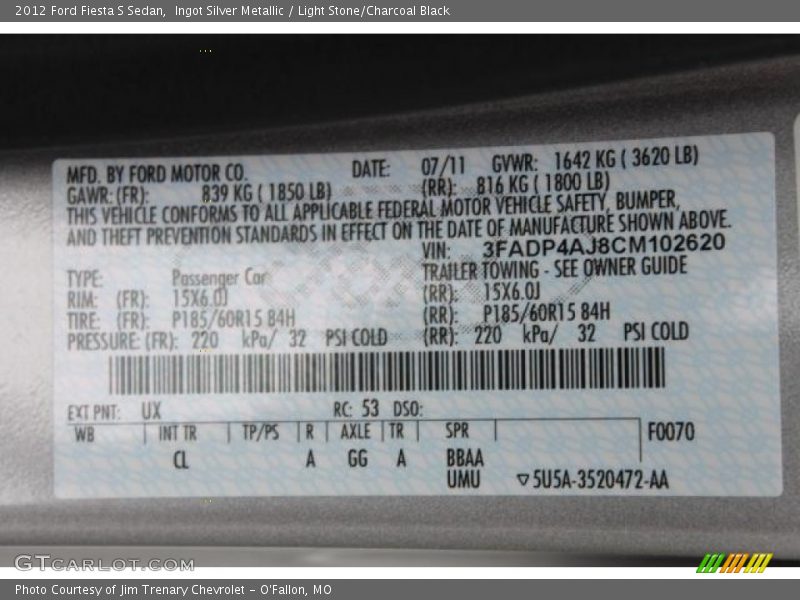 2012 Ford Fiesta S Sedan, Ingot Silver Metallic / Light Stone/Charcoal Black
MFD. BY FORD MOTOR CO. DATE: 07/11 GVWR: 1642 KG ( 3620 LB)
GAWR: (FR): 839 KG ( 1850 LB) (RR): 816 KG ( 1800 LB)
THIS VEHICLE CONFORMS TO ALL APPLICABLE FEDERAL MOTOR VEHICLE SAFETY, BUMPER,
AND THEFT PREVENTION STANDARDS IN EFFECT ON THE DATE OF MANUFACTURE SHOWN ABOVE.
VIN: 3FADP4AJ8CM102620
TYPE: Passenger Car TRAILER TOWING - SEE OWNER GUIDE
RIM: (FR): 15X6.0J (RR): 15X6.0J
TIRE: (FR): P185/60R15 84H (RR): P185/60R15 84H
PRESSURE: (FR): 220 kPa/ 32 PSI COLD (RR): 220 kPa/ 32 PSI COLD
EXT PNT: UX RC: 53 DSO:
WB INT TR TP/PS R AXLE TR SPR F0070
CL A GG A BBAA
UMU ▽5U5A-3520472-AA
GTCARLOT.COM
Photo Courtesy of Jim Trenary Chevrolet - O'Fallon, MO